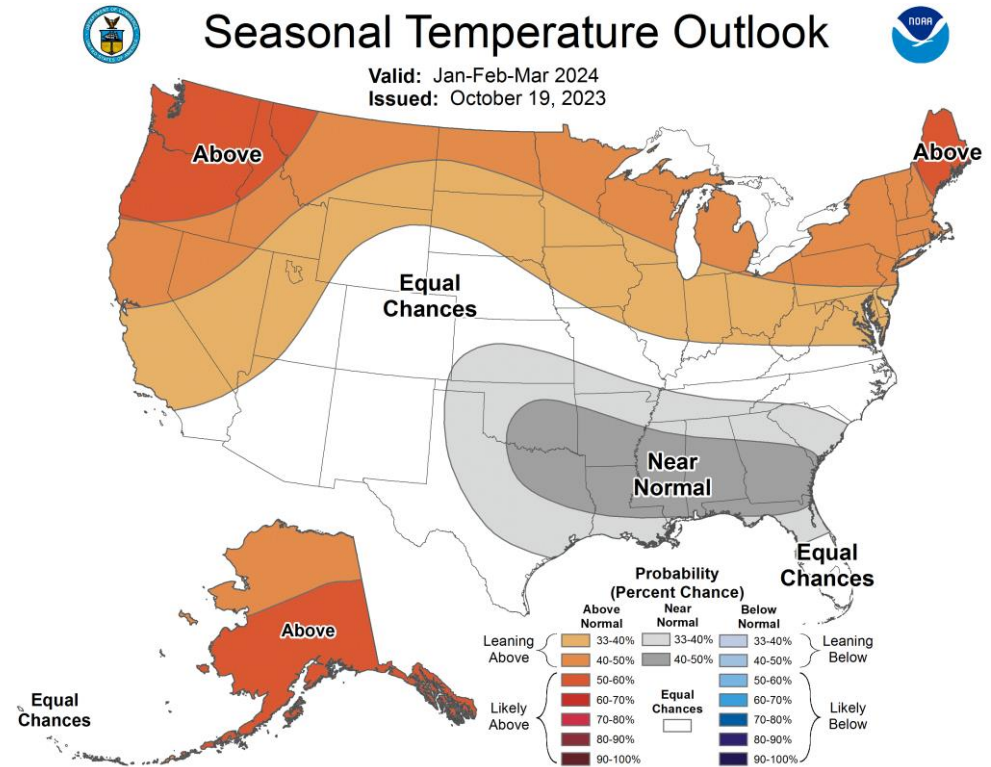 Seasonal Temperature Outlook
NOAA
Valid: Jan-Feb-Mar 2024
Issued: October 19, 2023
Above
Above
Equal
Chances
Near
Normal
Equal
Chances
Above
Equal
Chances
Probability
(Percent Chance)
Above
Normal
Near
Normal
Below
Normal
Leaning
Above
33-40%
40-50%
33-40%
40-50%
33-40%
40-50%
Leaning
Below
Likely
Above
50-60%
60-70%
70-80%
80-90%
90-100%
Equal
Chances
50-60%
60-70%
70-80%
80-90%
90-100%
Likely
Below